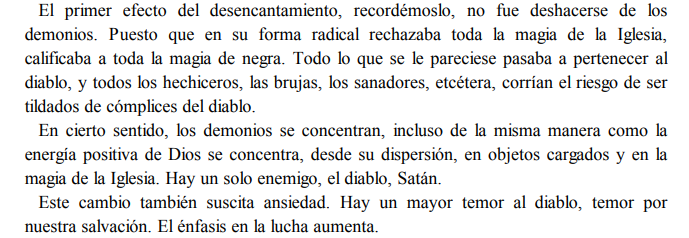 El primer efecto del desencantamiento, recordémoslo, no fue deshacerse de los
demonios. Puesto que en su forma radical rechazaba toda la magia de la Iglesia,
calificaba a toda la magia de negra. Todo lo que se le pareciese pasaba a pertenecer al
diablo, y todos los hechiceros, las brujas, los sanadores, etcétera, corrían el riesgo de ser
tildados de cómplices del diablo.
En cierto sentido, los demonios se concentran, incluso de la misma manera como la
energía positiva de Dios se concentra, desde su dispersión, en objetos cargados y en la
magia de la Iglesia. Hay un solo enemigo, el diablo, Satán.
Este cambio también suscita ansiedad. Hay un mayor temor al diablo, temor por
nuestra salvación. El énfasis en la lucha aumenta.